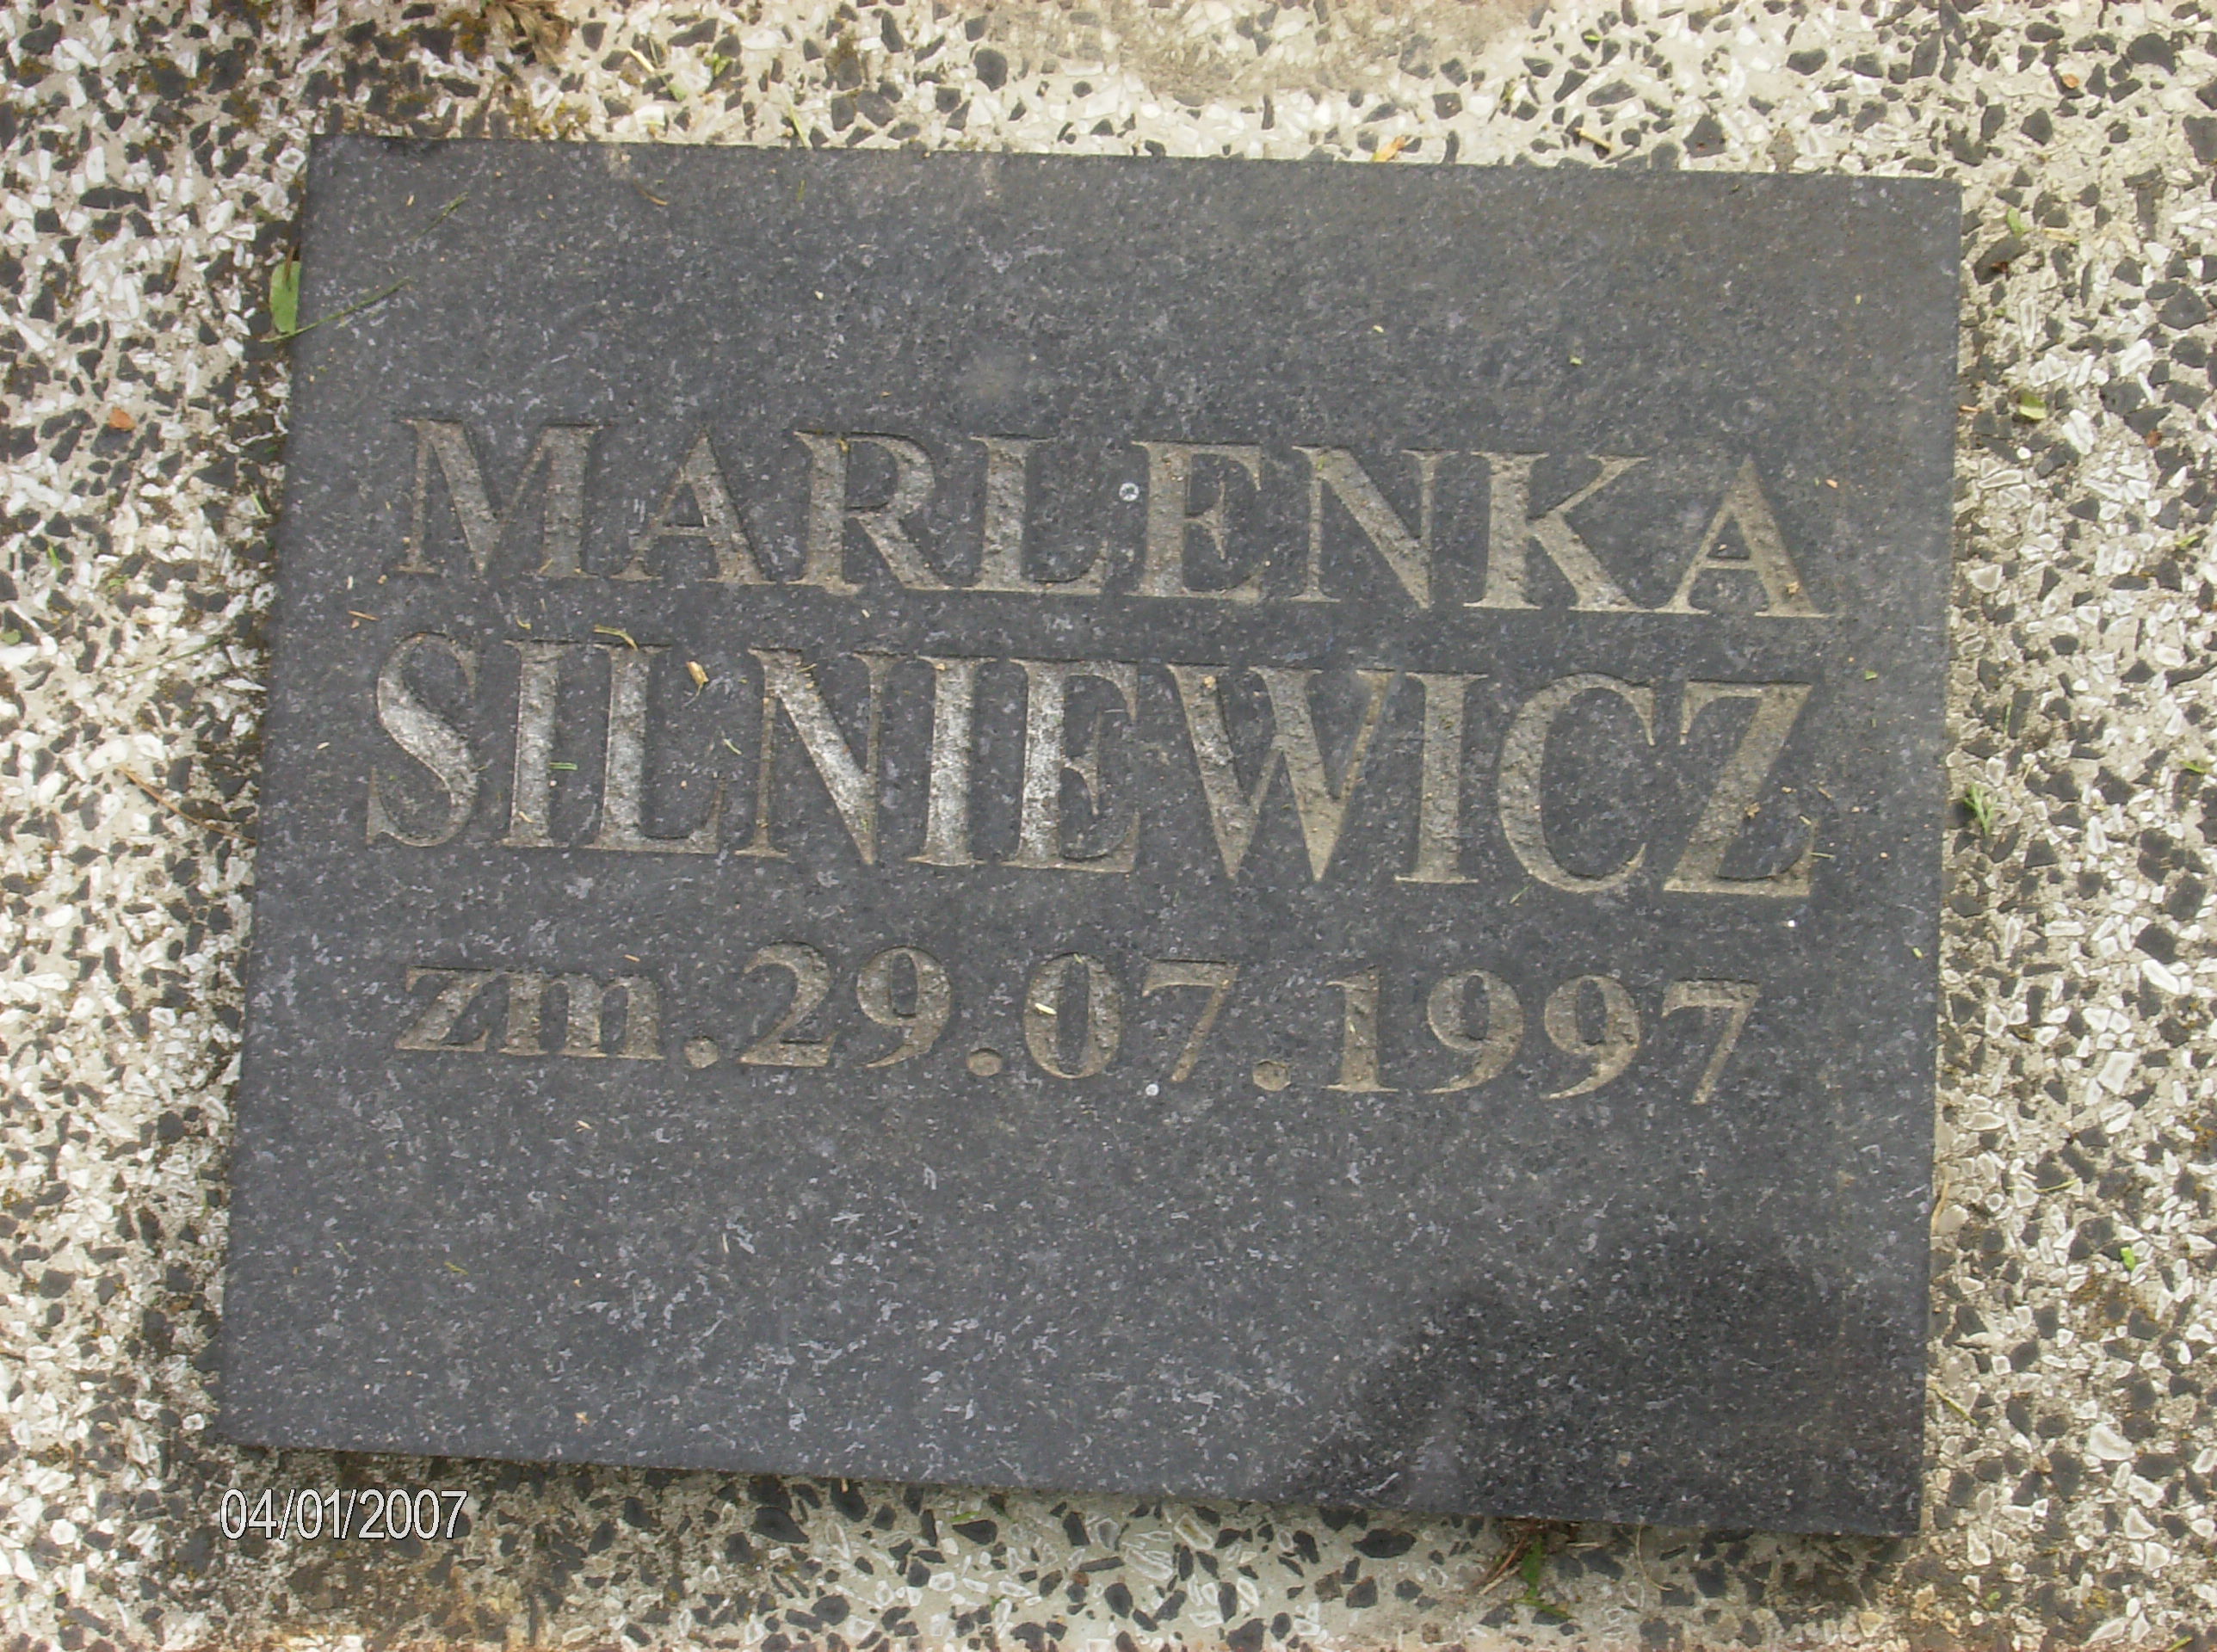 MARLENKA
SILNIEWICZ
zm.29.07.1997
04/01/2007